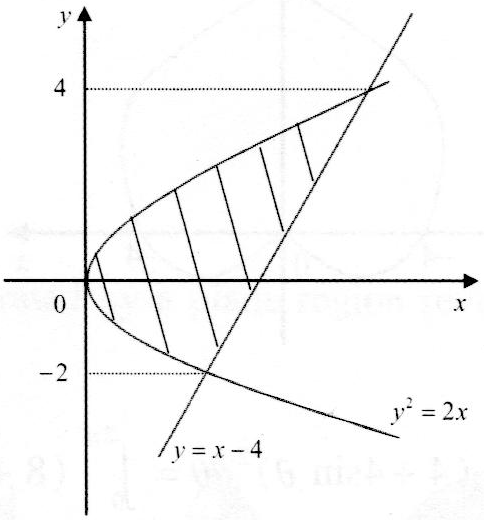 y
4
0
x
−2
y² = 2x
y = x − 4